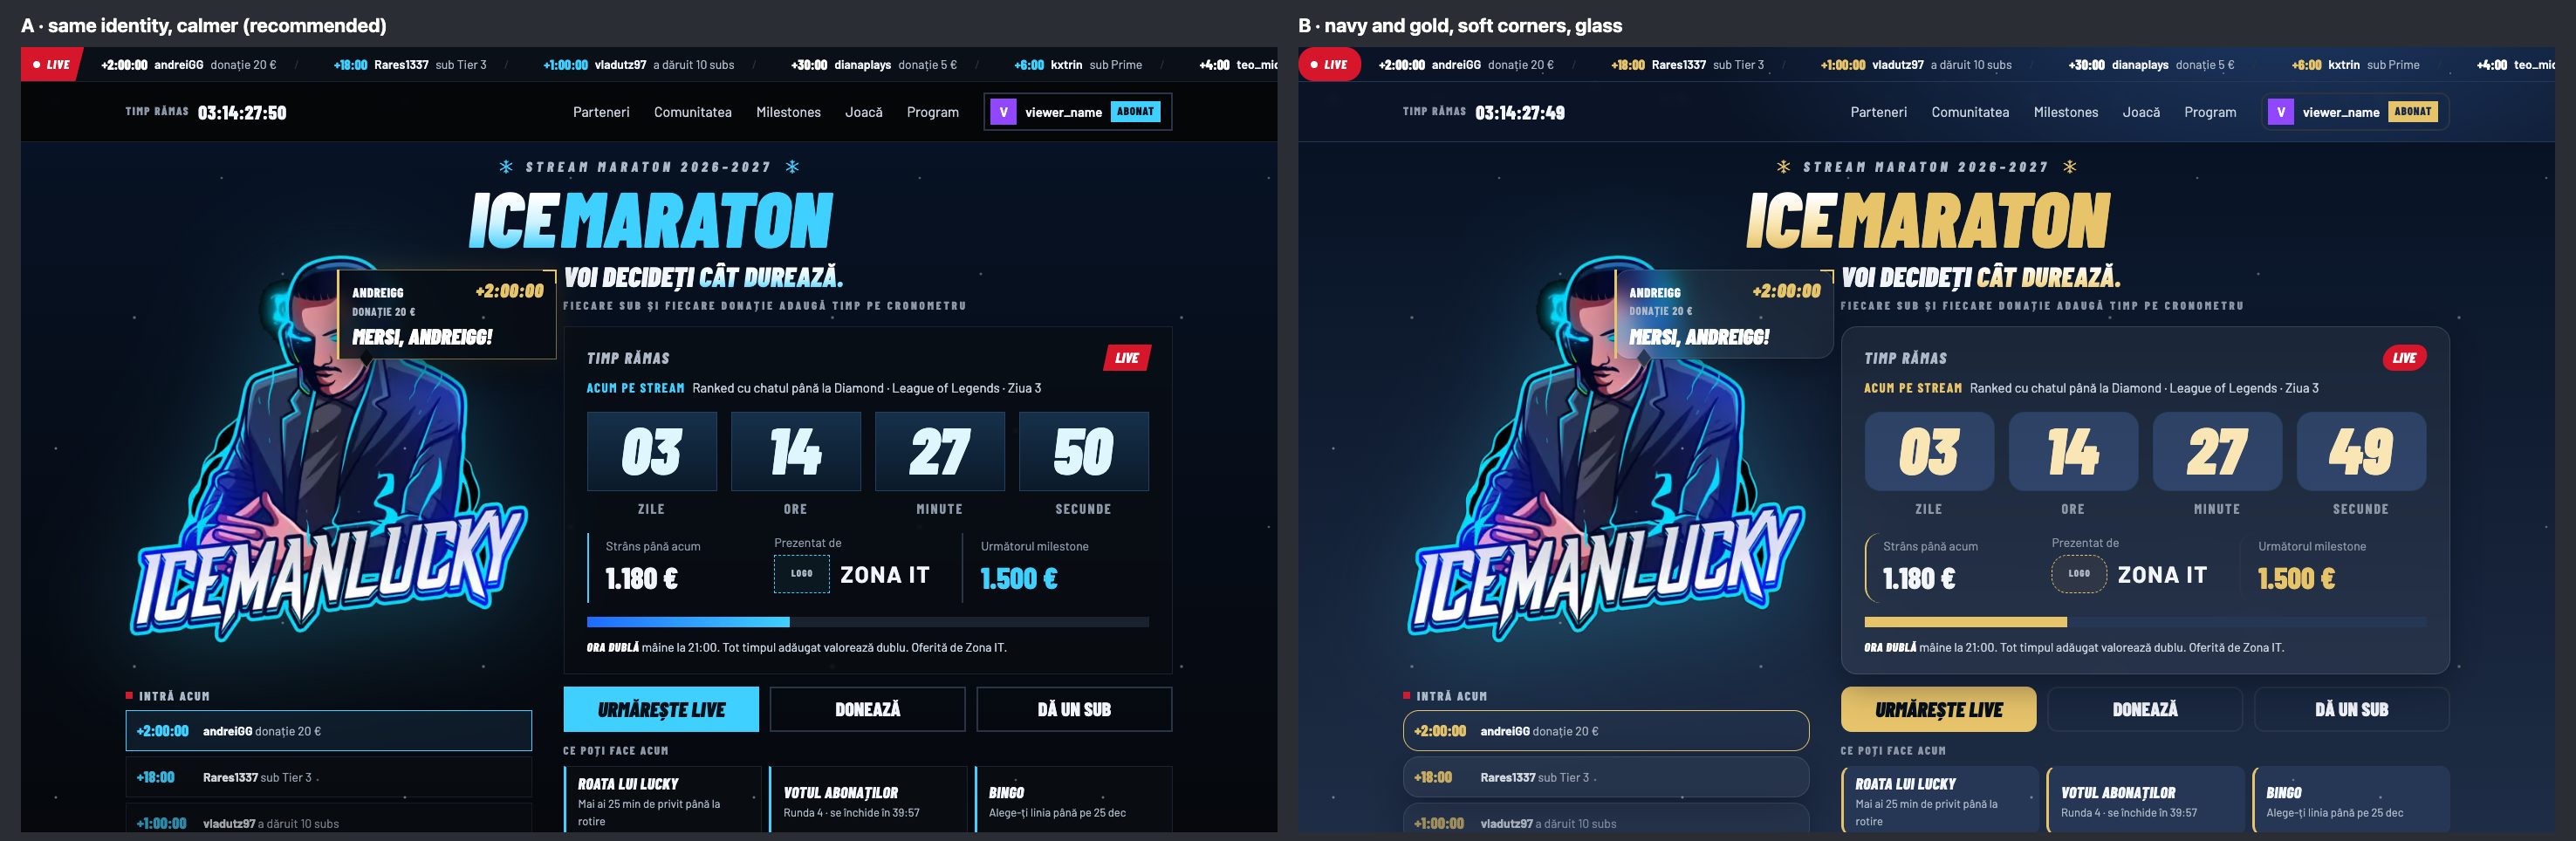 A · same identity, calmer (recommended)
LIVE +2:00:00 andreiGG donație 20 € / +18:00 Rares1337 sub Tier 3 / +1:00:00 vladutz97 a dăruit 10 subs / +30:00 dianaplays donație 5 € / +6:00 kxtrin sub Prime / +4:00
TIMP RĂMAS 03:14:27:50 Parteneri Comunitatea Milestones Joacă Program V viewer_name ABONAT
STREAM MARATON 2026-2027
ICEMARATON
VOI DECIDEȚI CÂT DUREAZĂ.
FIECARE SUB ȘI FIECARE DONAȚIE ADAUGĂ TIMP PE CRONOMETRU
ANDREIGG +2:00:00
DONAȚIE 20 €
MERSI, ANDREIGG!
ICEMANLUCKY
TIMP RĂMAS LIVE
ACUM PE STREAM Ranked cu chatul până la Diamond · League of Legends · Ziua 3
03 14 27 50
ZILE ORE MINUTE SECUNDE
Strâns până acum Prezentat de Următorul milestone
1.180 € LOGO ZONA IT 1.500 €
ORA DUBLĂ mâine la 21:00. Tot timpul adăugat valorează dublu. Oferită de Zona IT.
INTRĂ ACUM
+2:00:00 andreiGG donație 20 €
+18:00 Rares1337 sub Tier 3
+1:00:00 vladutz97 a dăruit 10 subs
URMĂREȘTE LIVE DONEAZĂ DĂ UN SUB
CE POȚI FACE ACUM
ROATA LUI LUCKY
Mai ai 25 min de privit până la
rotire
VOTUL ABONAȚILOR
Runda 4 · se închide în 39:57
BINGO
Alege-ți linia până pe 25 dec
B · navy and gold, soft corners, glass
LIVE +2:00:00 andreiGG donație 20 € / +18:00 Rares1337 sub Tier 3 / +1:00:00 vladutz97 a dăruit 10 subs / +30:00 dianaplays donație 5 € / +6:00 kxtrin sub Prime / +4:00
TIMP RĂMAS 03:14:27:49 Parteneri Comunitatea Milestones Joacă Program V viewer_name ABONAT
STREAM MARATON 2026-2027
ICEMARATON
VOI DECIDEȚI CÂT DUREAZĂ.
FIECARE SUB ȘI FIECARE DONAȚIE ADAUGĂ TIMP PE CRONOMETRU
ANDREIGG +2:00:00
DONAȚIE 20 €
MERSI, ANDREIGG!
ICEMANLUCKY
TIMP RĂMAS LIVE
ACUM PE STREAM Ranked cu chatul până la Diamond · League of Legends · Ziua 3
03 14 27 49
ZILE ORE MINUTE SECUNDE
Strâns până acum Prezentat de Următorul milestone
1.180 € LOGO ZONA IT 1.500 €
ORA DUBLĂ mâine la 21:00. Tot timpul adăugat valorează dublu. Oferită de Zona IT.
INTRĂ ACUM
+2:00:00 andreiGG donație 20 €
+18:00 Rares1337 sub Tier 3
+1:00:00 vladutz97 a dăruit 10 subs
URMĂREȘTE LIVE DONEAZĂ DĂ UN SUB
CE POȚI FACE ACUM
ROATA LUI LUCKY
Mai ai 25 min de privit până la
rotire
VOTUL ABONAȚILOR
Runda 4 · se închide în 39:57
BINGO
Alege-ți linia până pe 25 dec